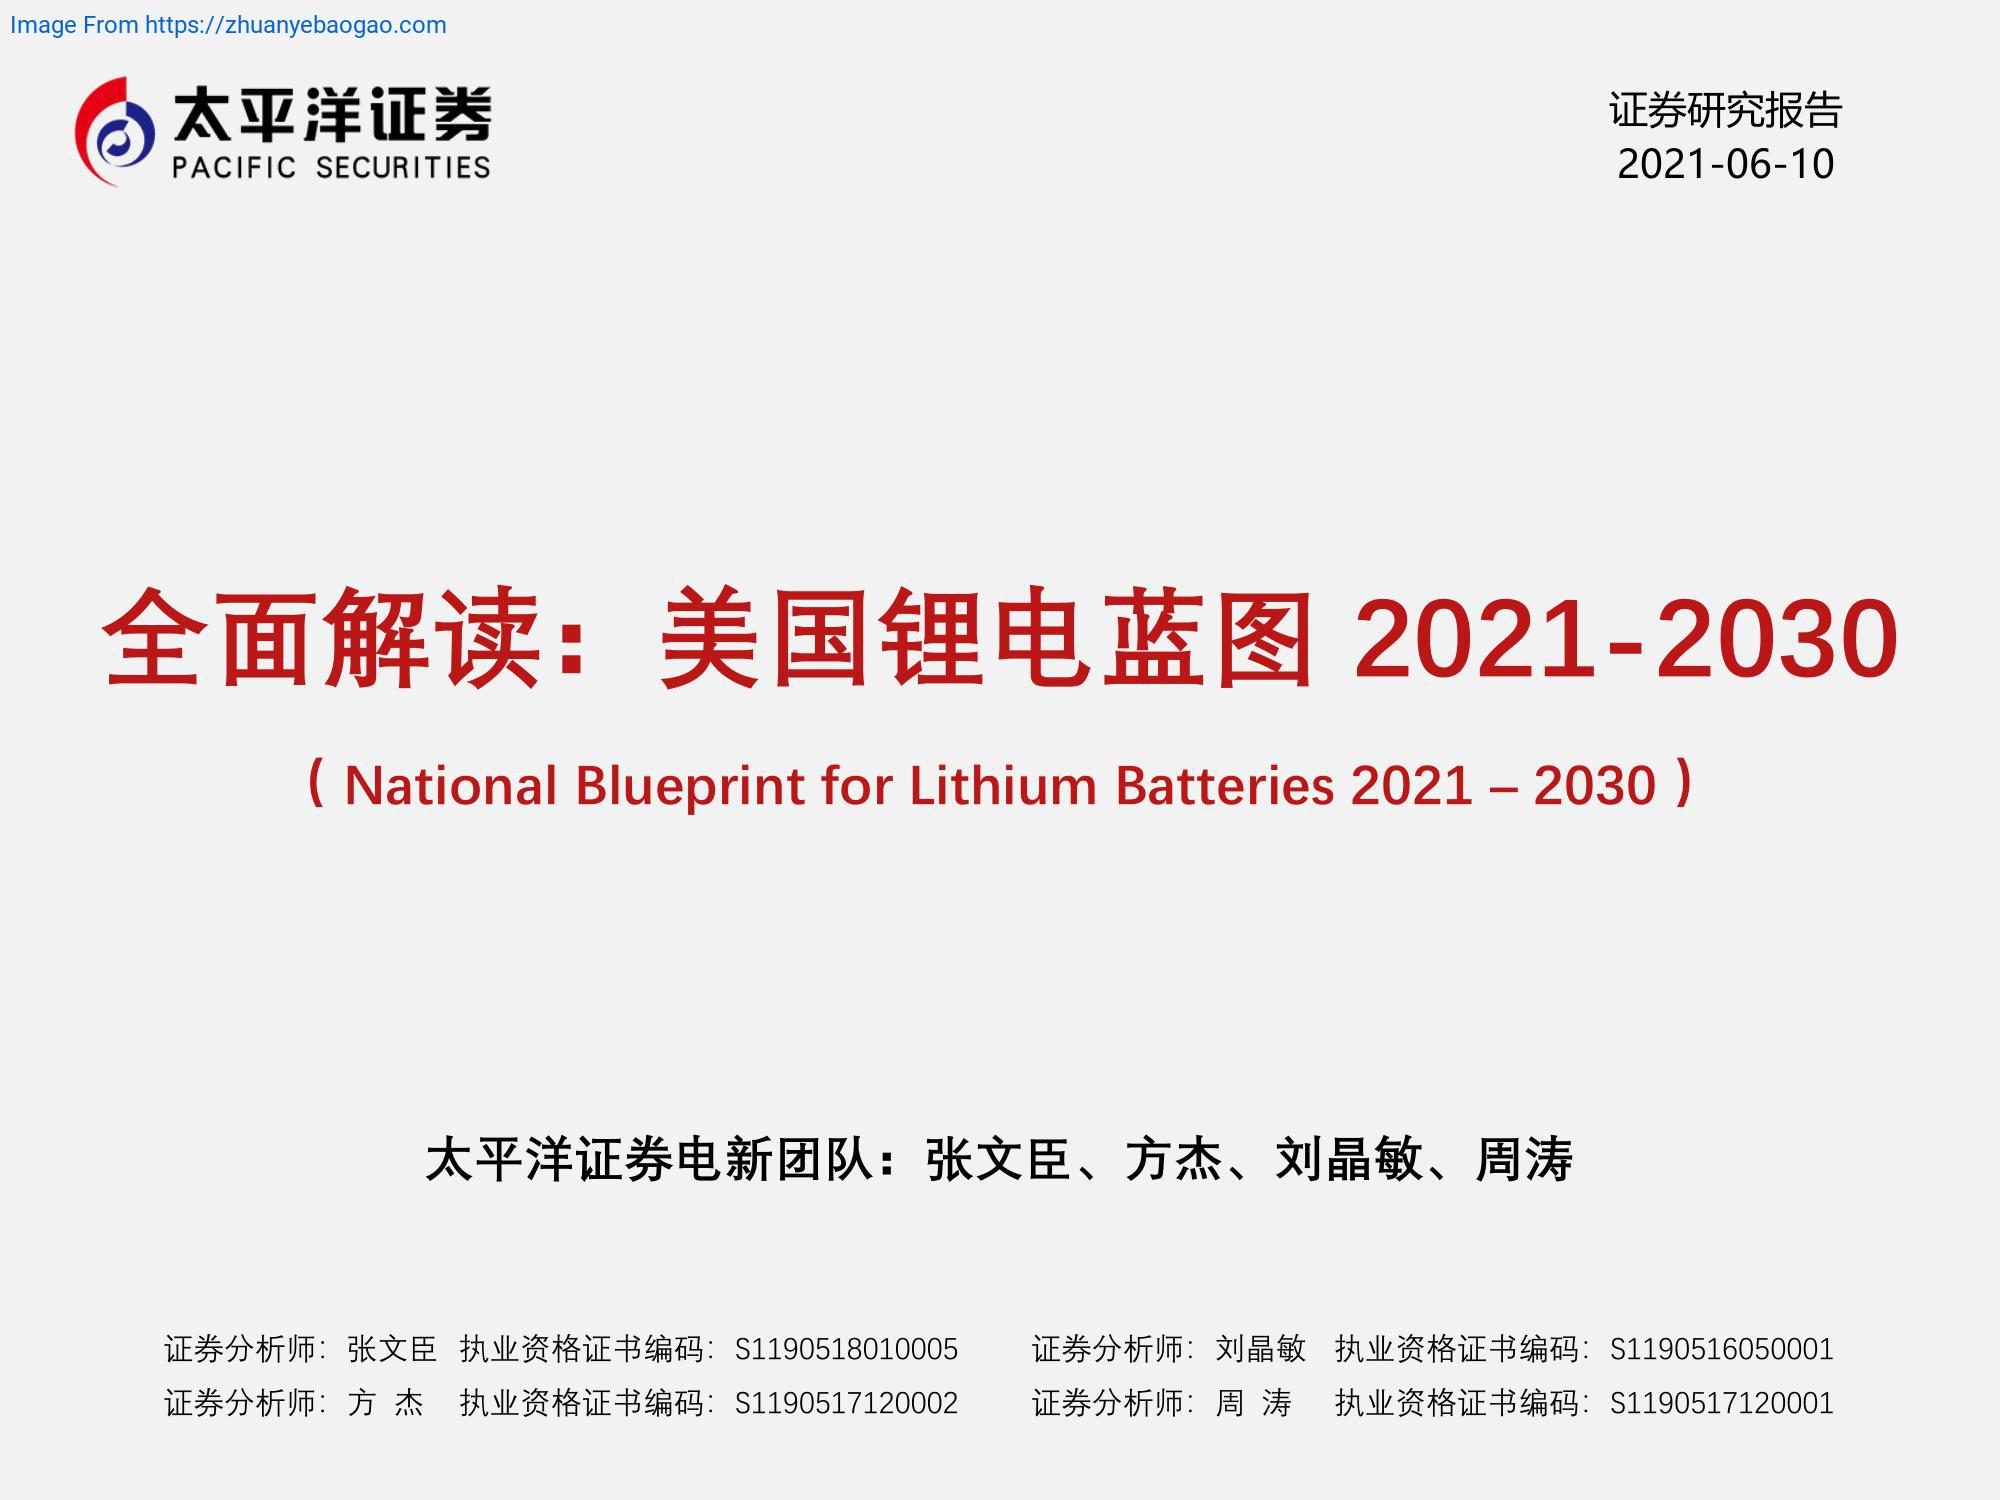 Image From https://zhuanyebaogao.com
太平洋证券
PACIFIC SECURITIES
证券研究报告
2021-06-10
全面解读：美国锂电蓝图 2021-2030
（ National Blueprint for Lithium Batteries 2021 – 2030 ）
太平洋证券电新团队：张文臣、方杰、刘晶敏、周涛
证券分析师：张文臣 执业资格证书编码：S1190518010005
证券分析师：刘晶敏 执业资格证书编码：S1190516050001
证券分析师：方 杰 执业资格证书编码：S1190517120002
证券分析师：周 涛 执业资格证书编码：S1190517120001